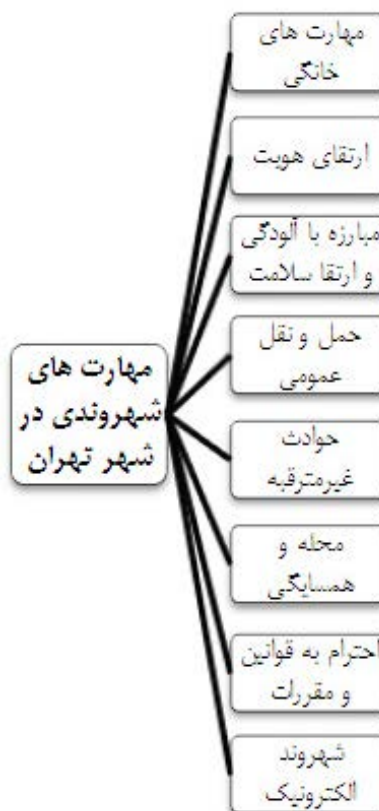 مهارت های
خانگی
ارتقای هویت
مبارزه با آلودگی
و ارتقا سلامت
حمل و نقل
عمومی
مهارت های
شهروندی در
شهر تهران
حوادث
غیرمترقبه
محله و
همسایگی
احترام به قوانین
و مقررات
شهروند
الکترونیک